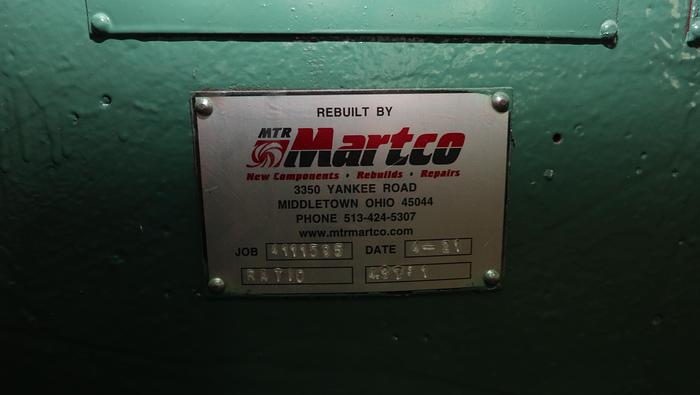 REBUILT BY
MTR Martco
New Components • Rebuilds • Repairs
3350 YANKEE ROAD
MIDDLETOWN OHIO 45044
PHONE 513-424-5307
www.mtrmartco.com
JOB 4111595 DATE 4-21
RATIO